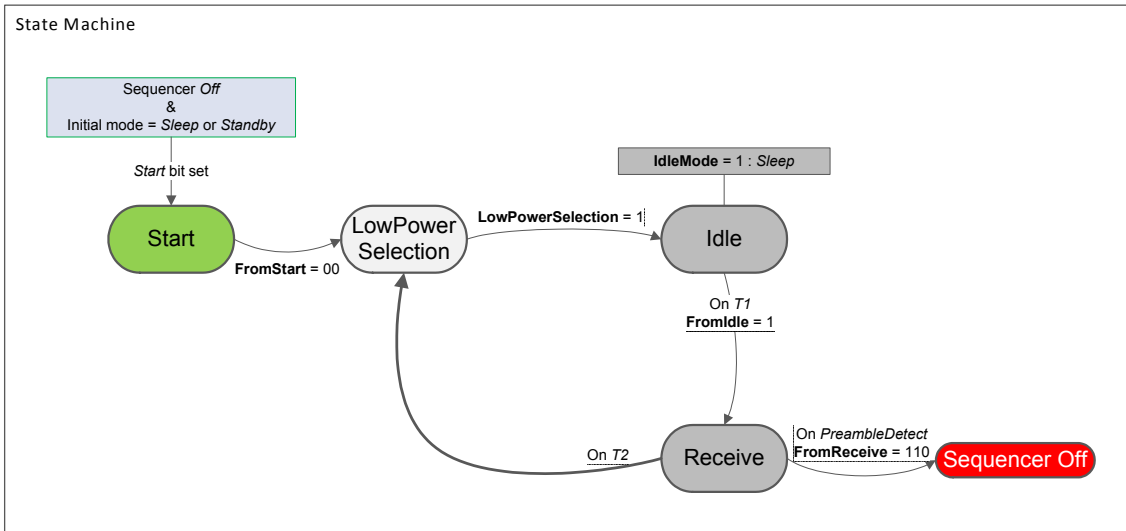 State Machine
Sequencer Off
&
Initial mode = Sleep or Standby
Start bit set
IdleMode = 1 : Sleep
Start
FromStart = 00
LowPower
Selection
LowPowerSelection = 1
Idle
On T1
FromIdle = 1
On T2
Receive
On PreambleDetect
FromReceive = 110
Sequencer Off